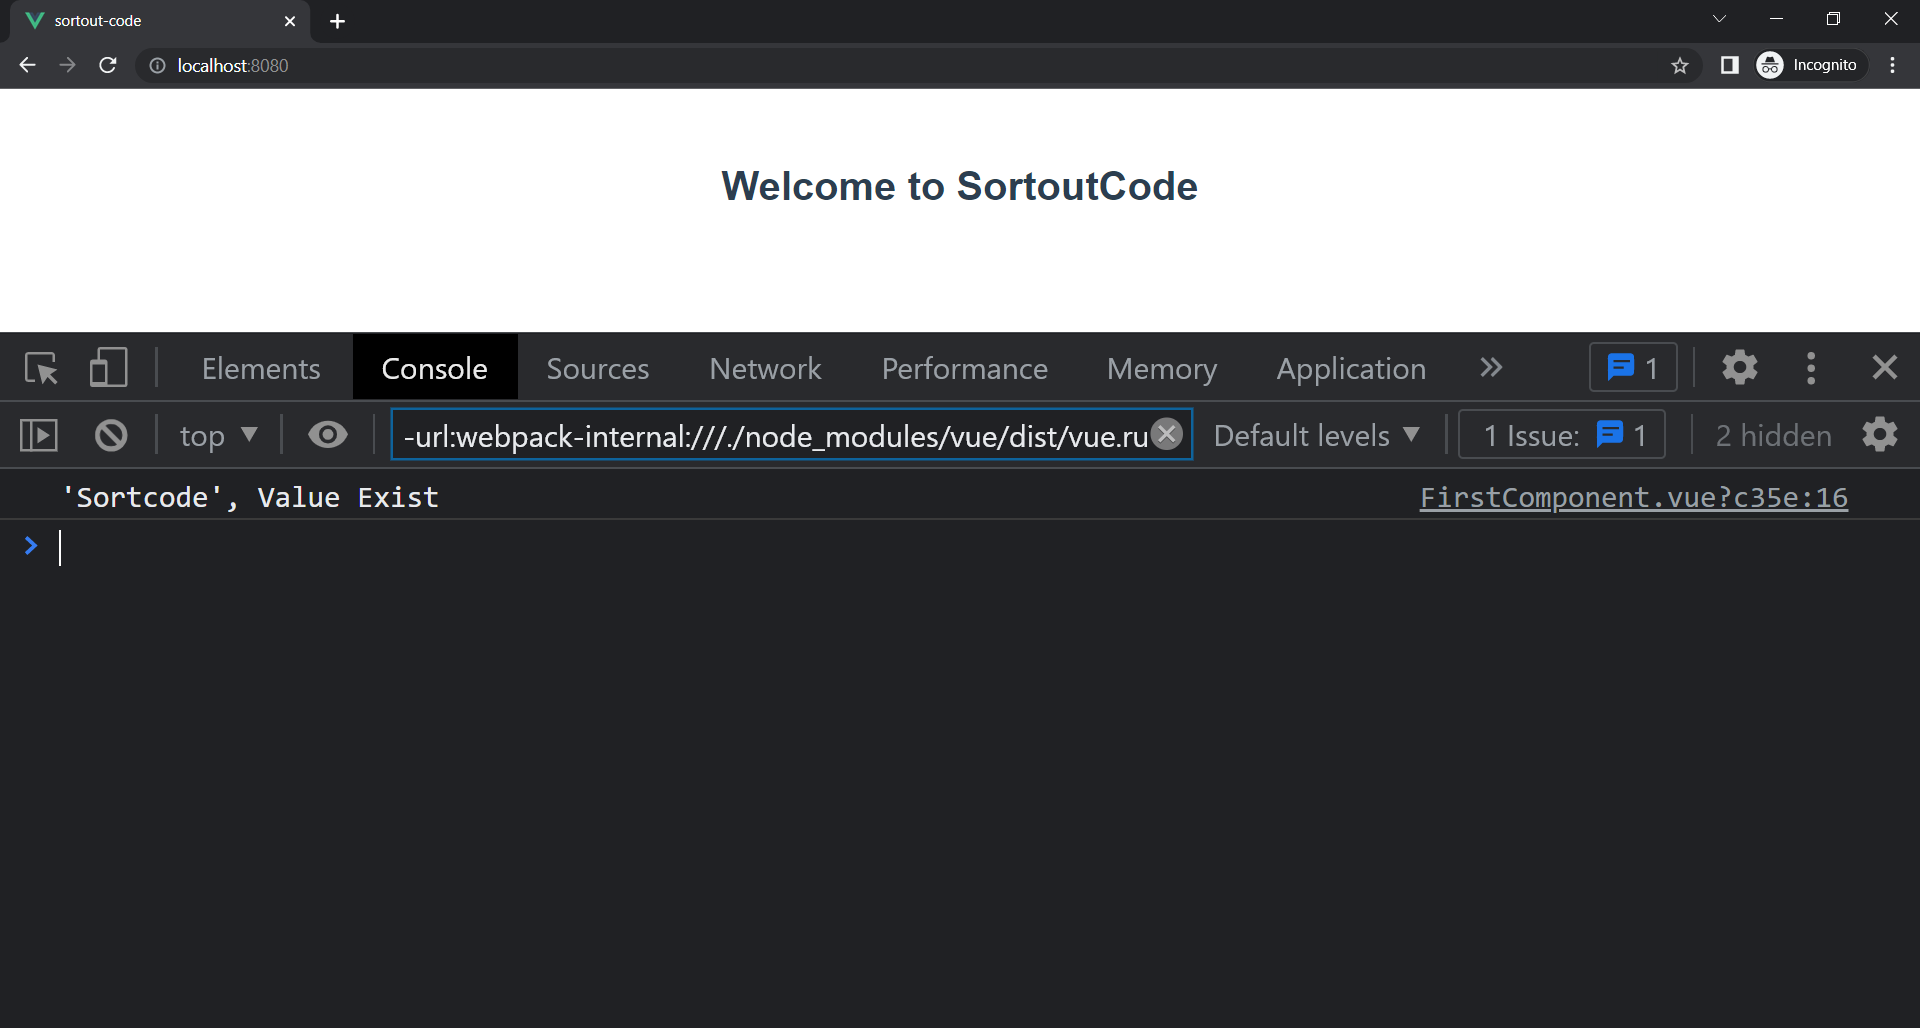 sortout-code
localhost:8080
Incognito
Welcome to SortoutCode
Elements Console Sources Network Performance Memory Application 1
top -url:webpack-internal:///./node_modules/vue/dist/vue.ru Default levels 1 Issue: 1 2 hidden
'Sortcode', Value Exist FirstComponent.vue?c35e:16